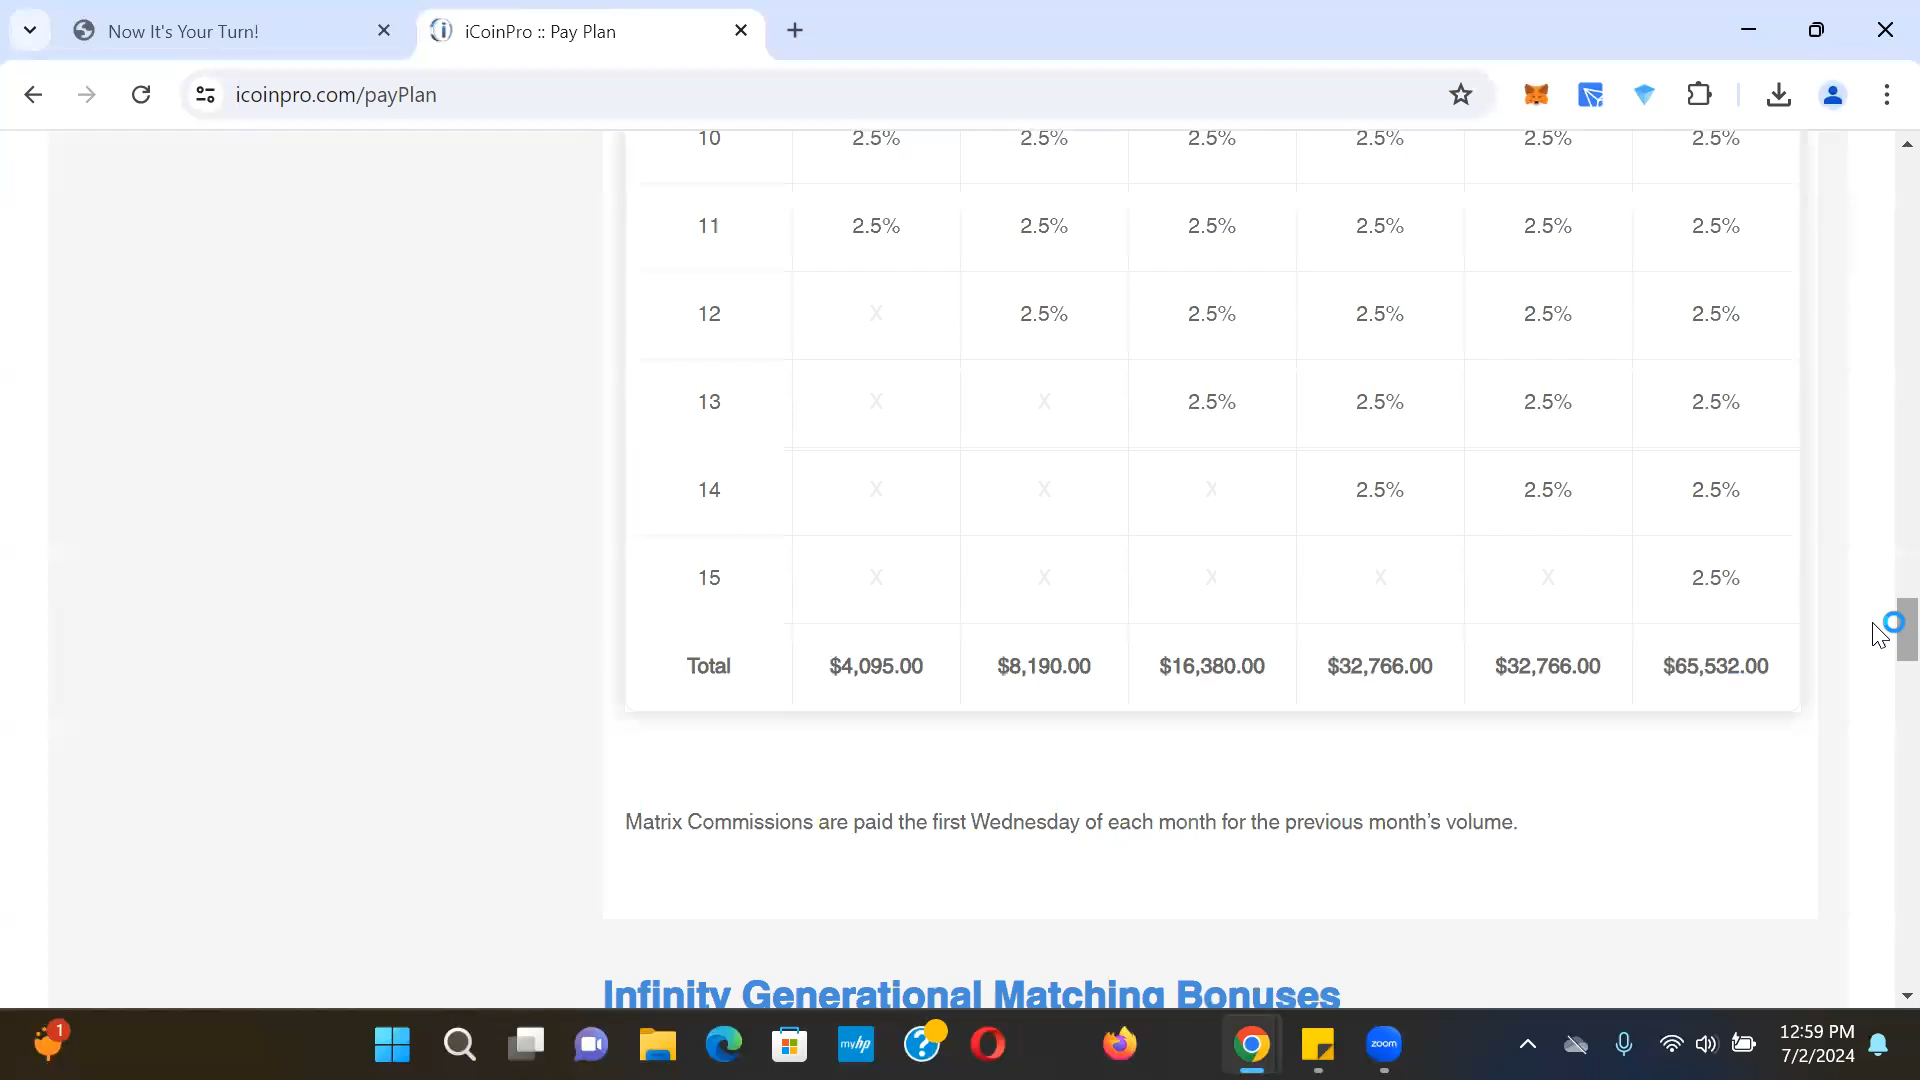 Now It's Your Turn!
iCoinPro :: Pay Plan
icoinpro.com/payPlan
10 2.5% 2.5% 2.5% 2.5% 2.5% 2.5%
11 2.5% 2.5% 2.5% 2.5% 2.5% 2.5%
12 X 2.5% 2.5% 2.5% 2.5% 2.5%
13 X X 2.5% 2.5% 2.5% 2.5%
14 X X X 2.5% 2.5% 2.5%
15 X X X X X 2.5%
Total $4,095.00 $8,190.00 $16,380.00 $32,766.00 $32,766.00 $65,532.00
Matrix Commissions are paid the first Wednesday of each month for the previous month's volume.
Infinity Generational Matching Bonuses
1
myhp
zoom
12:59 PM
7/2/2024